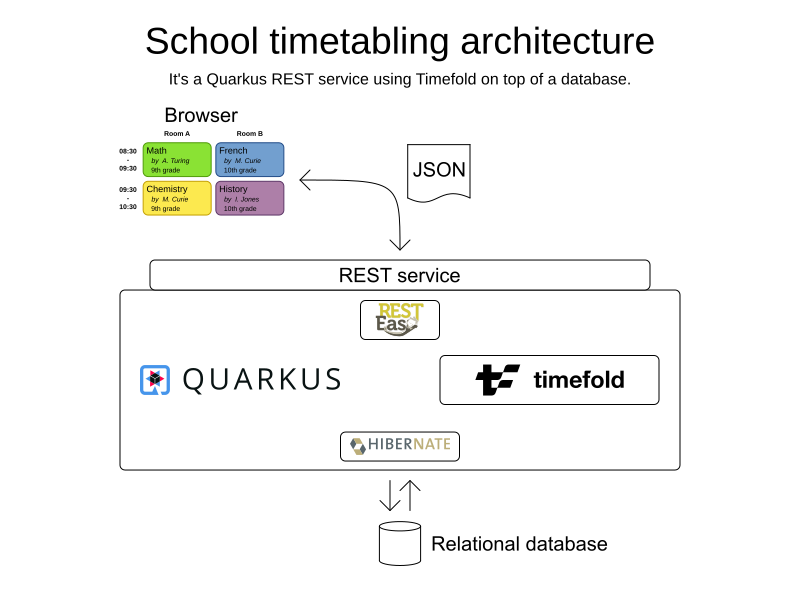 School timetabling architecture
It's a Quarkus REST service using Timefold on top of a database.
Browser
Room A Room B
08:30
-
09:30
Math
by A. Turing
9th grade
French
by M. Curie
10th grade
09:30
-
10:30
Chemistry
by M. Curie
9th grade
History
by I. Jones
10th grade
JSON
REST service
REST
Easy
QUARKUS
timefold
HIBERNATE
Relational database